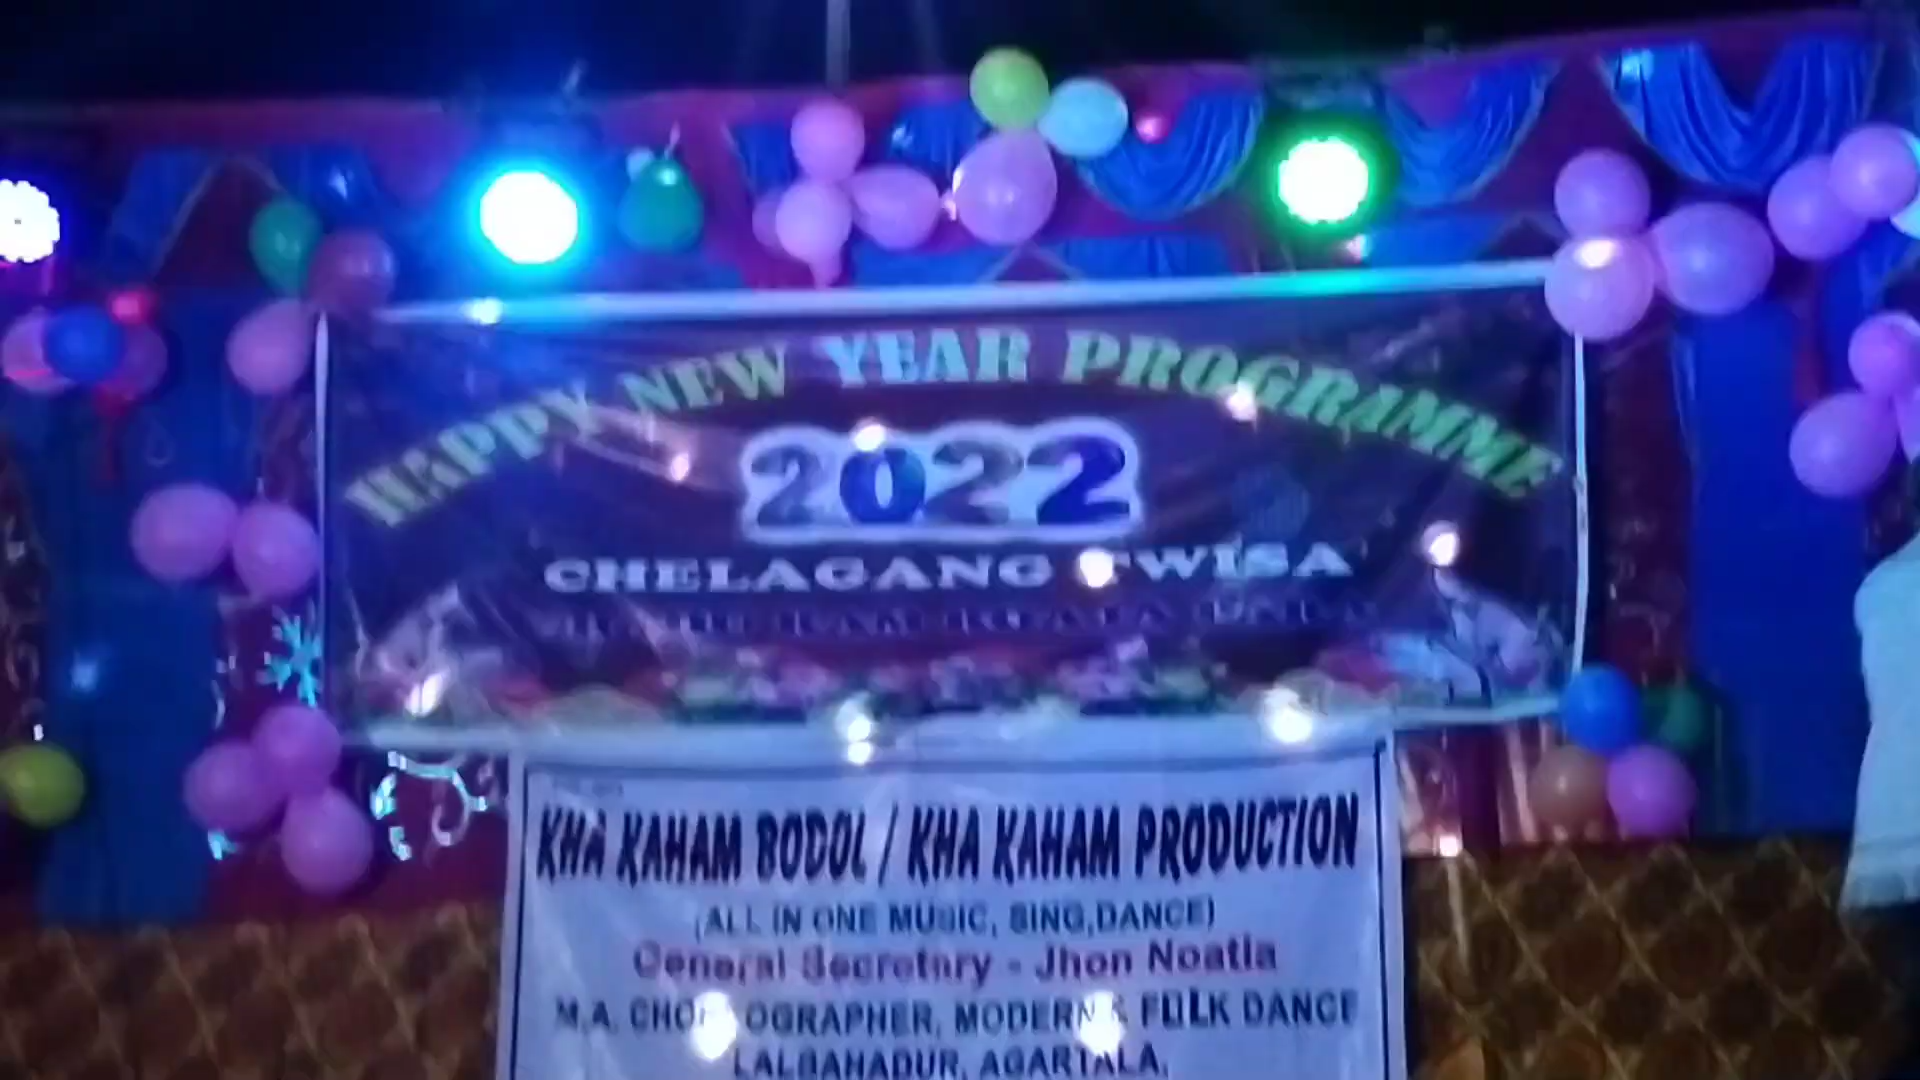 HAPPY NEW YEAR PROGRAMME
2022
CHELAGANG TWISA
KHA KAHAM BODOL / KHA KAHAM PRODUCTION
(ALL IN ONE MUSIC, SING,DANCE)
General Secretary - Jhon Noatia
M.A. CHOREOGRAPHER, MODERN & FOLK DANCE
LALBAHADUR, AGARTALA,